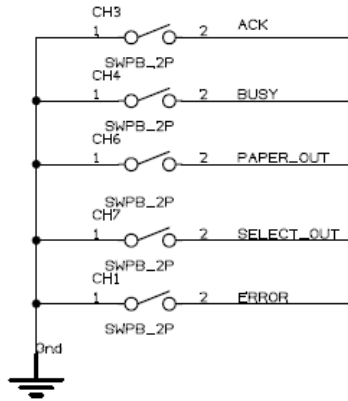 CH3
1 2 ACK
SWPB_2P
CH4
1 2 BUSY
SWPB_2P
CH6
1 2 PAPER_OUT
SWPB_2P
CH7
1 2 SELECT_OUT
SWPB_2P
CH1
1 2 ERROR
SWPB_2P
Gnd